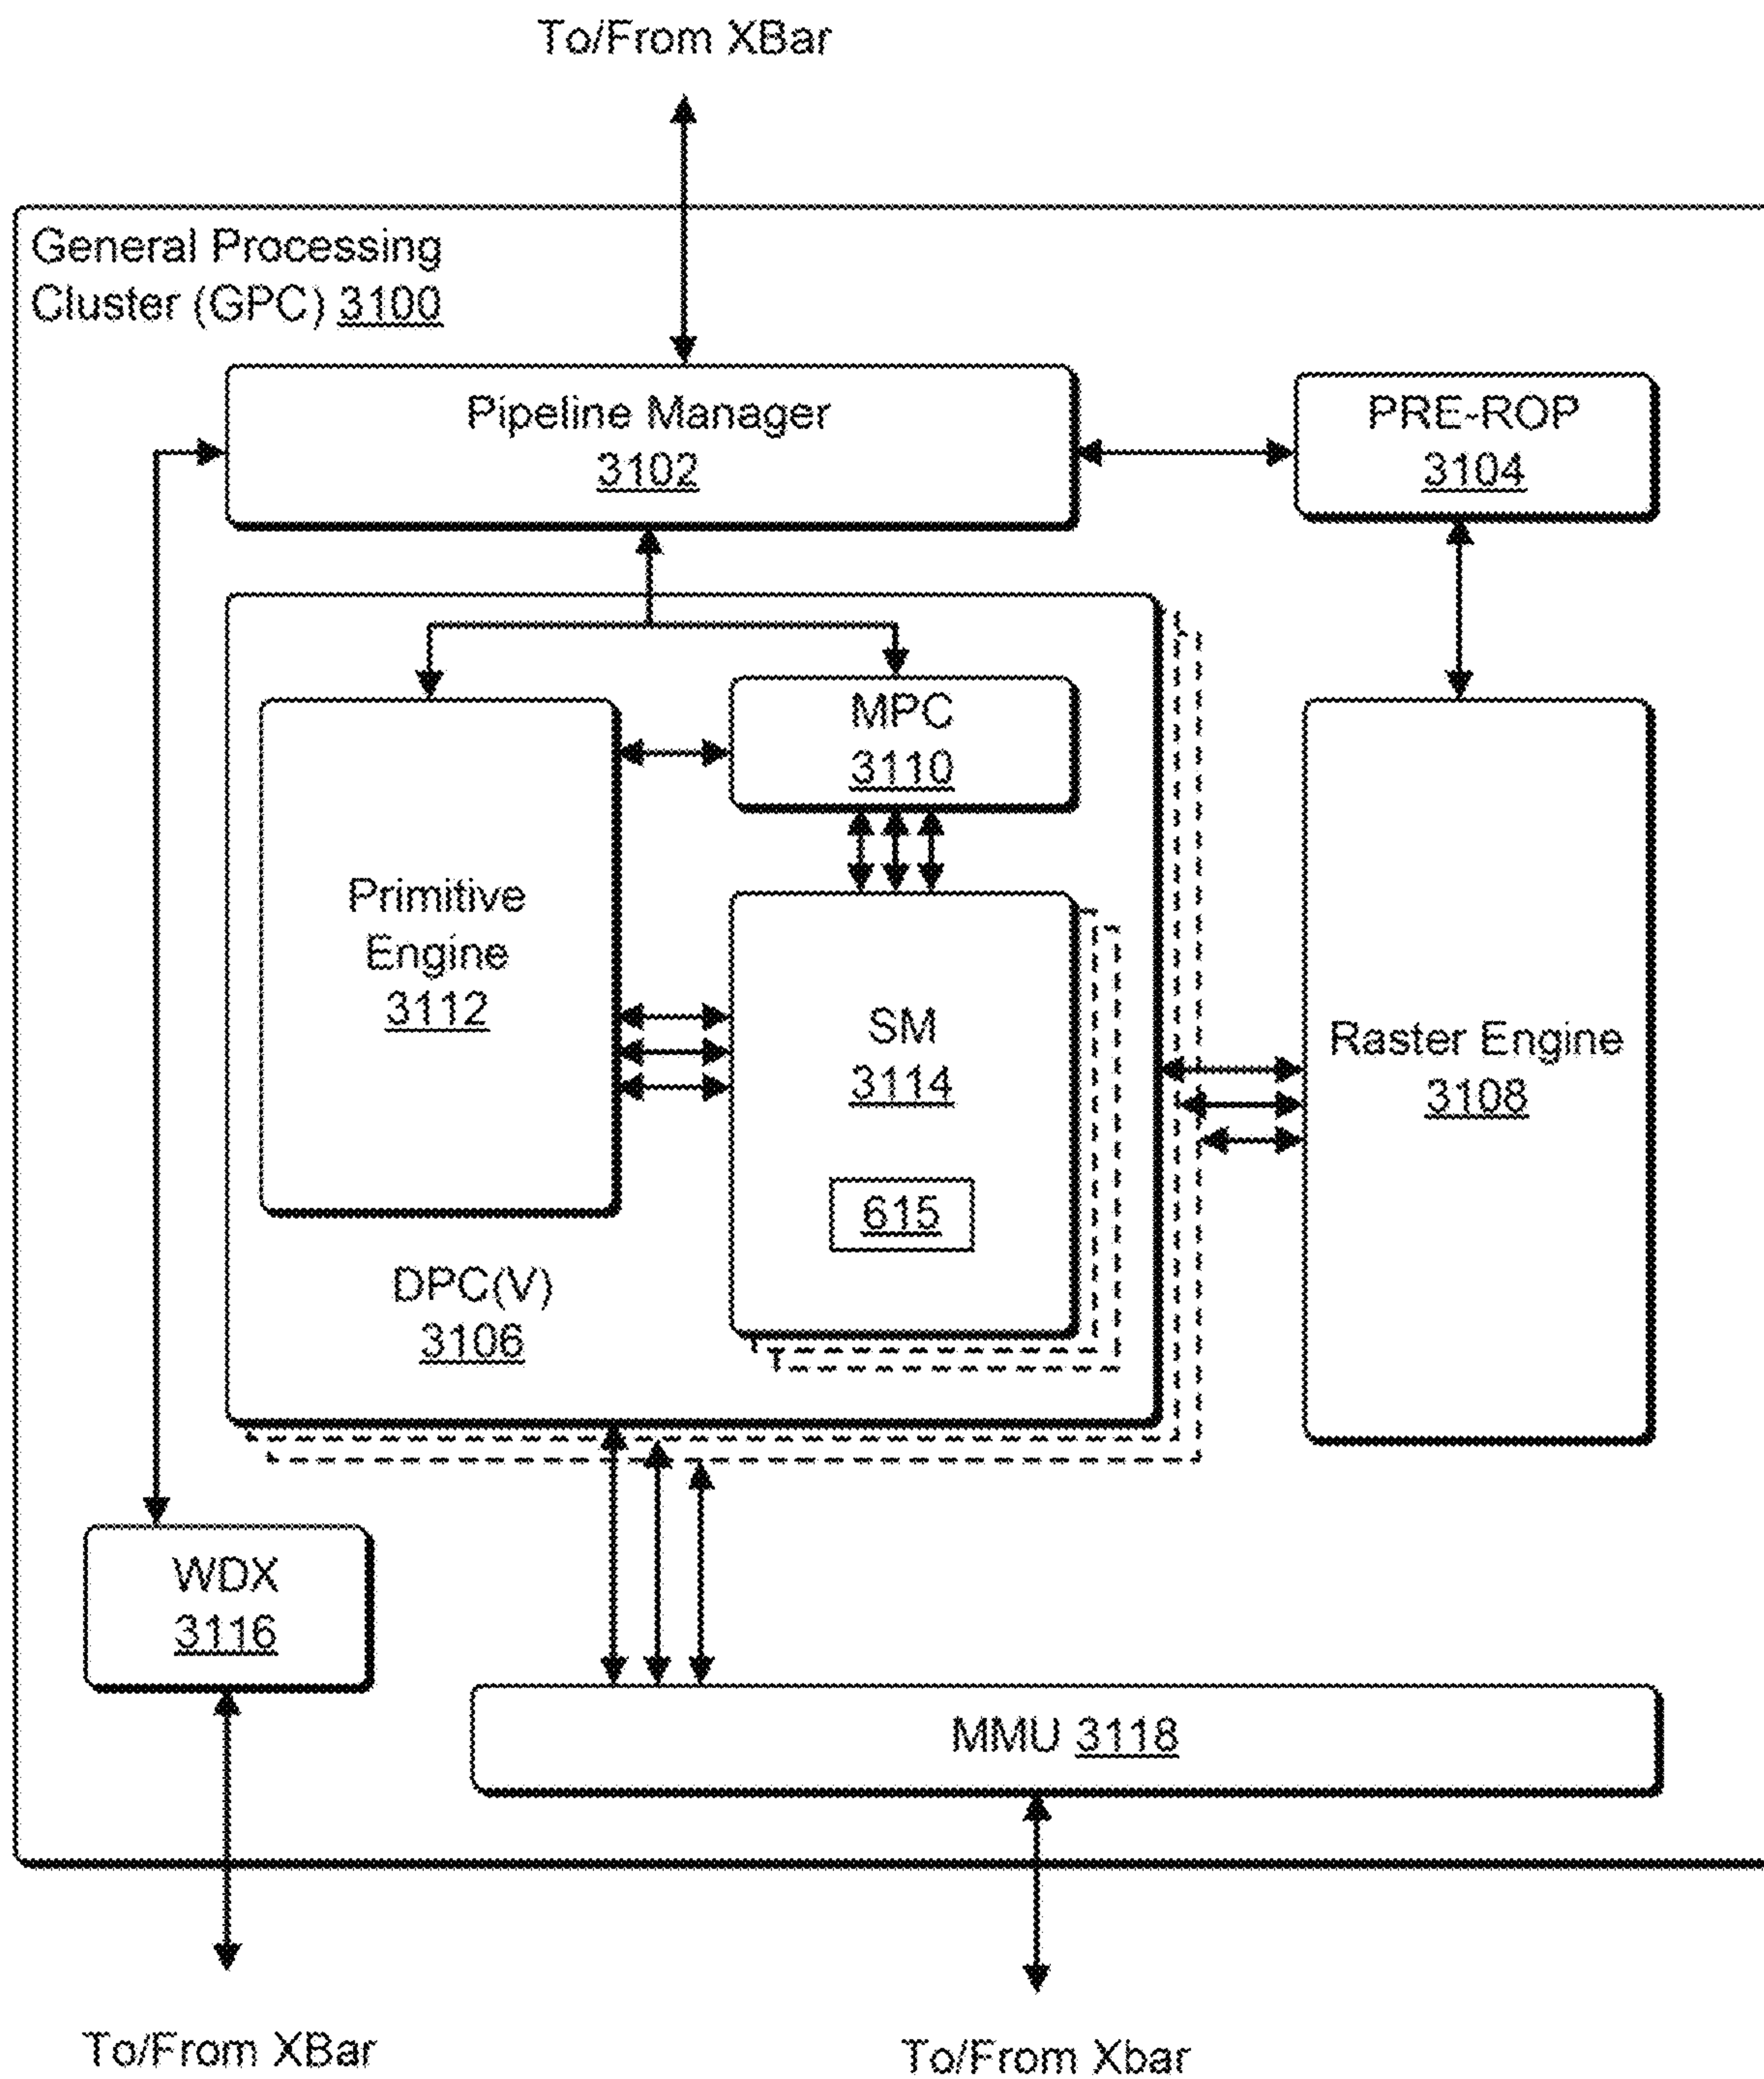 To/From XBar
General Processing
Cluster (GPC) 3100
Pipeline Manager
3102
PRE-ROP
3104
MPC
3110
Primitive
Engine
3112
SM
3114
615
Raster Engine
3108
DPC(V)
3106
WDX
3116
MMU 3118
To/From XBar
To/From Xbar